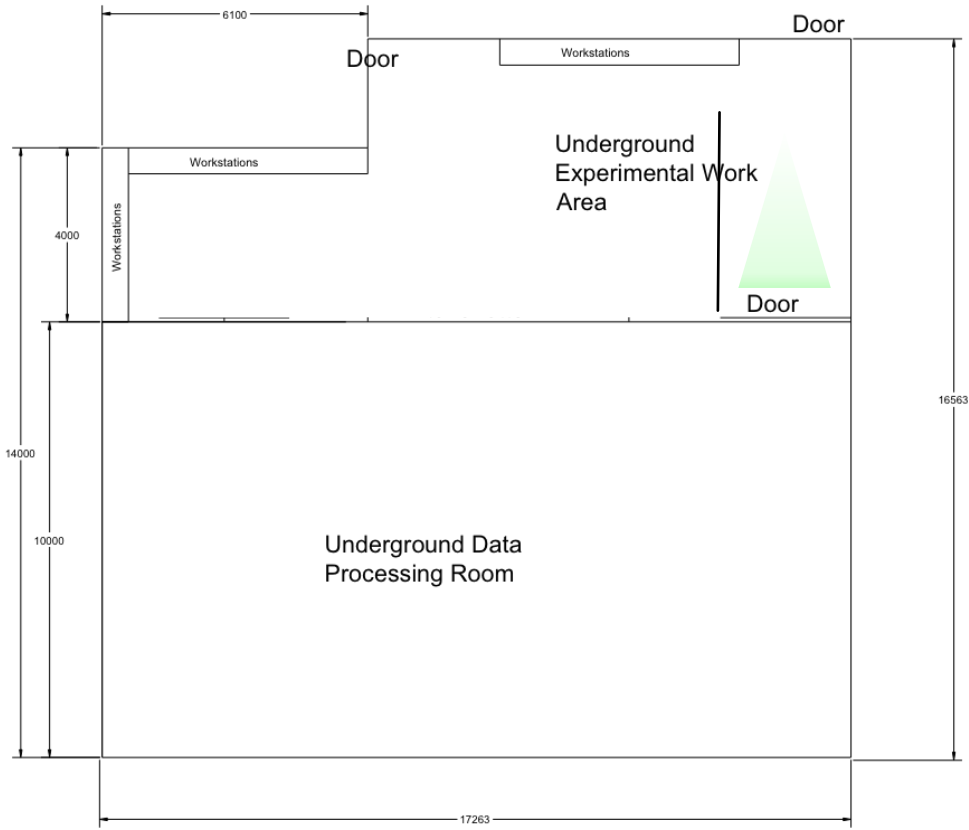 6100
Door
Door
Workstations
Underground
Experimental Work
Area
Workstations
Workstations
4000
Door
16563
14000
10000
Underground Data
Processing Room
17263